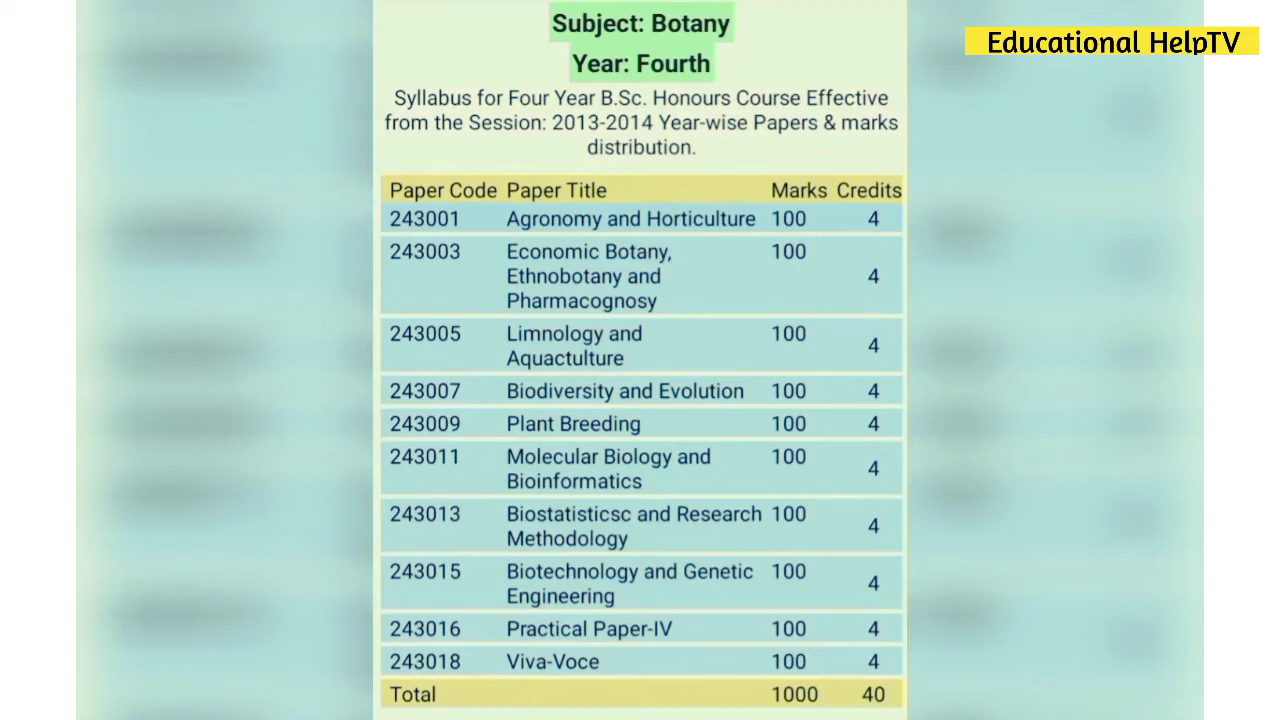 Subject: Botany
Educational HelpTV
Year: Fourth
Syllabus for Four Year B.Sc. Honours Course Effective
from the Session: 2013-2014 Year-wise Papers & marks
distribution.
Paper Code Paper Title Marks Credits
243001 Agronomy and Horticulture 100 4
243003 Economic Botany, 100
Ethnobotany and 4
Pharmacognosy
243005 Limnology and 100
Aquactulture 4
243007 Biodiversity and Evolution 100 4
243009 Plant Breeding 100 4
243011 Molecular Biology and 100
Bioinformatics 4
243013 Biostatisticsc and Research 100
Methodology 4
243015 Biotechnology and Genetic 100
Engineering 4
243016 Practical Paper-IV 100 4
243018 Viva-Voce 100 4
Total 1000 40